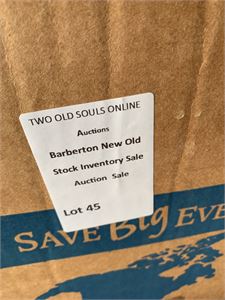 TWO OLD SOULS ONLINE
Auctions
Barberton New Old
Stock Inventory Sale
Auction Sale
Lot 45
SAVE Big EVE